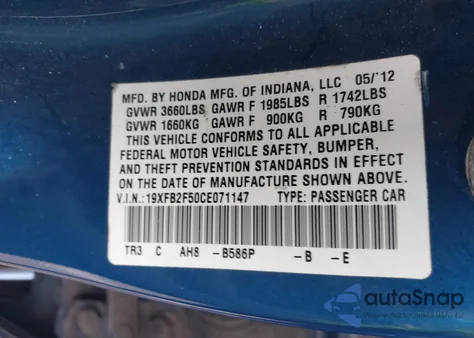 MFD. BY HONDA MFG. OF INDIANA, LLC 05/'12
GVWR 3660LBS GAWR F 1985LBS R 1742LBS
GVWR 1660KG GAWR F 900KG R 790KG
THIS VEHICLE CONFORMS TO ALL APPLICABLE
FEDERAL MOTOR VEHICLE SAFETY, BUMPER,
AND THEFT PREVENTION STANDARDS IN EFFECT
ON THE DATE OF MANUFACTURE SHOWN ABOVE.
V.I.N.: 19XFB2F50CE071147 TYPE: PASSENGER CAR
TR3 C AH8 -B586P -B -E
autoSnap